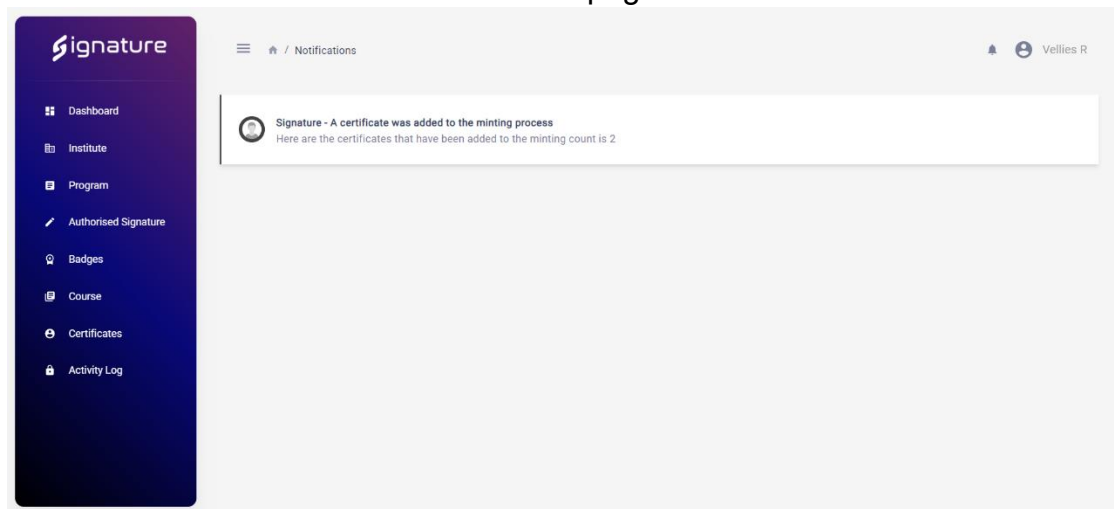 Signature
/ Notifications
Vellies R
Dashboard
Institute
Program
Authorised Signature
Badges
Course
Certificates
Activity Log
Signature - A certificate was added to the minting process
Here are the certificates that have been added to the minting count is 2